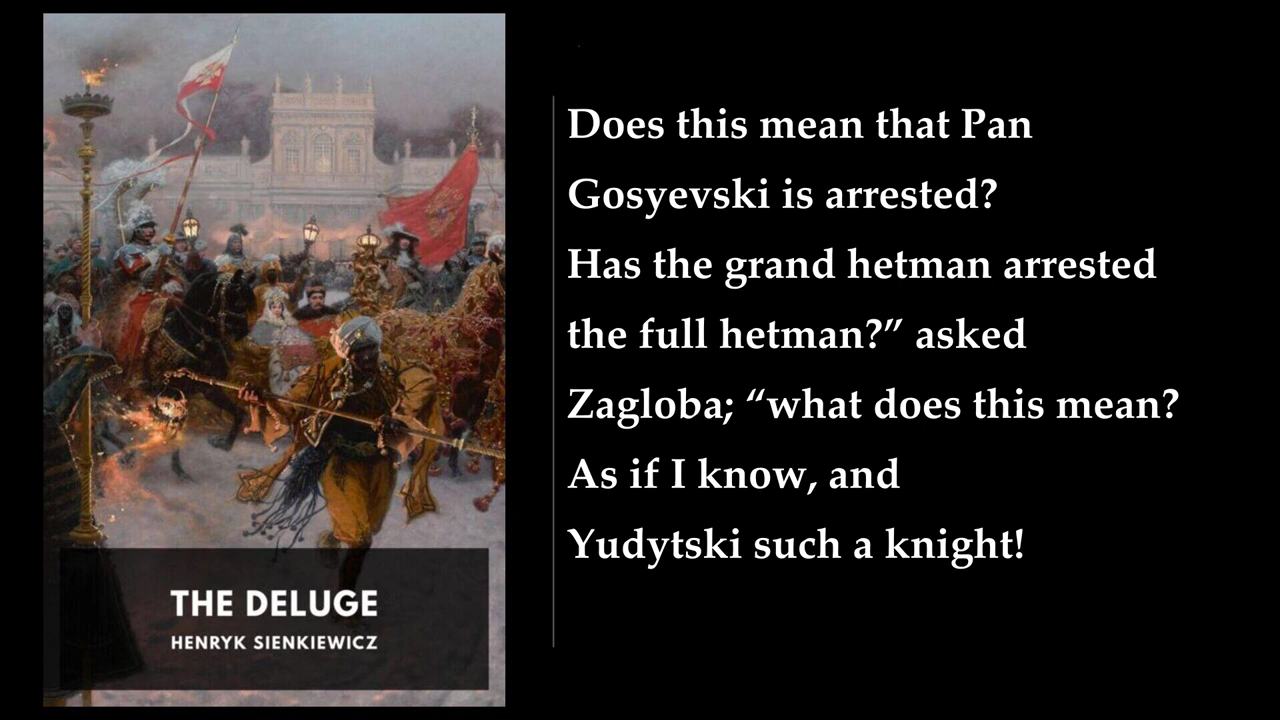 THE DELUGE
HENRYK SIENKIEWICZ
Does this mean that Pan
Gosyevski is arrested?
Has the grand hetman arrested
the full hetman?” asked
Zagloba; “what does this mean?
As if I know, and
Yudytski such a knight!